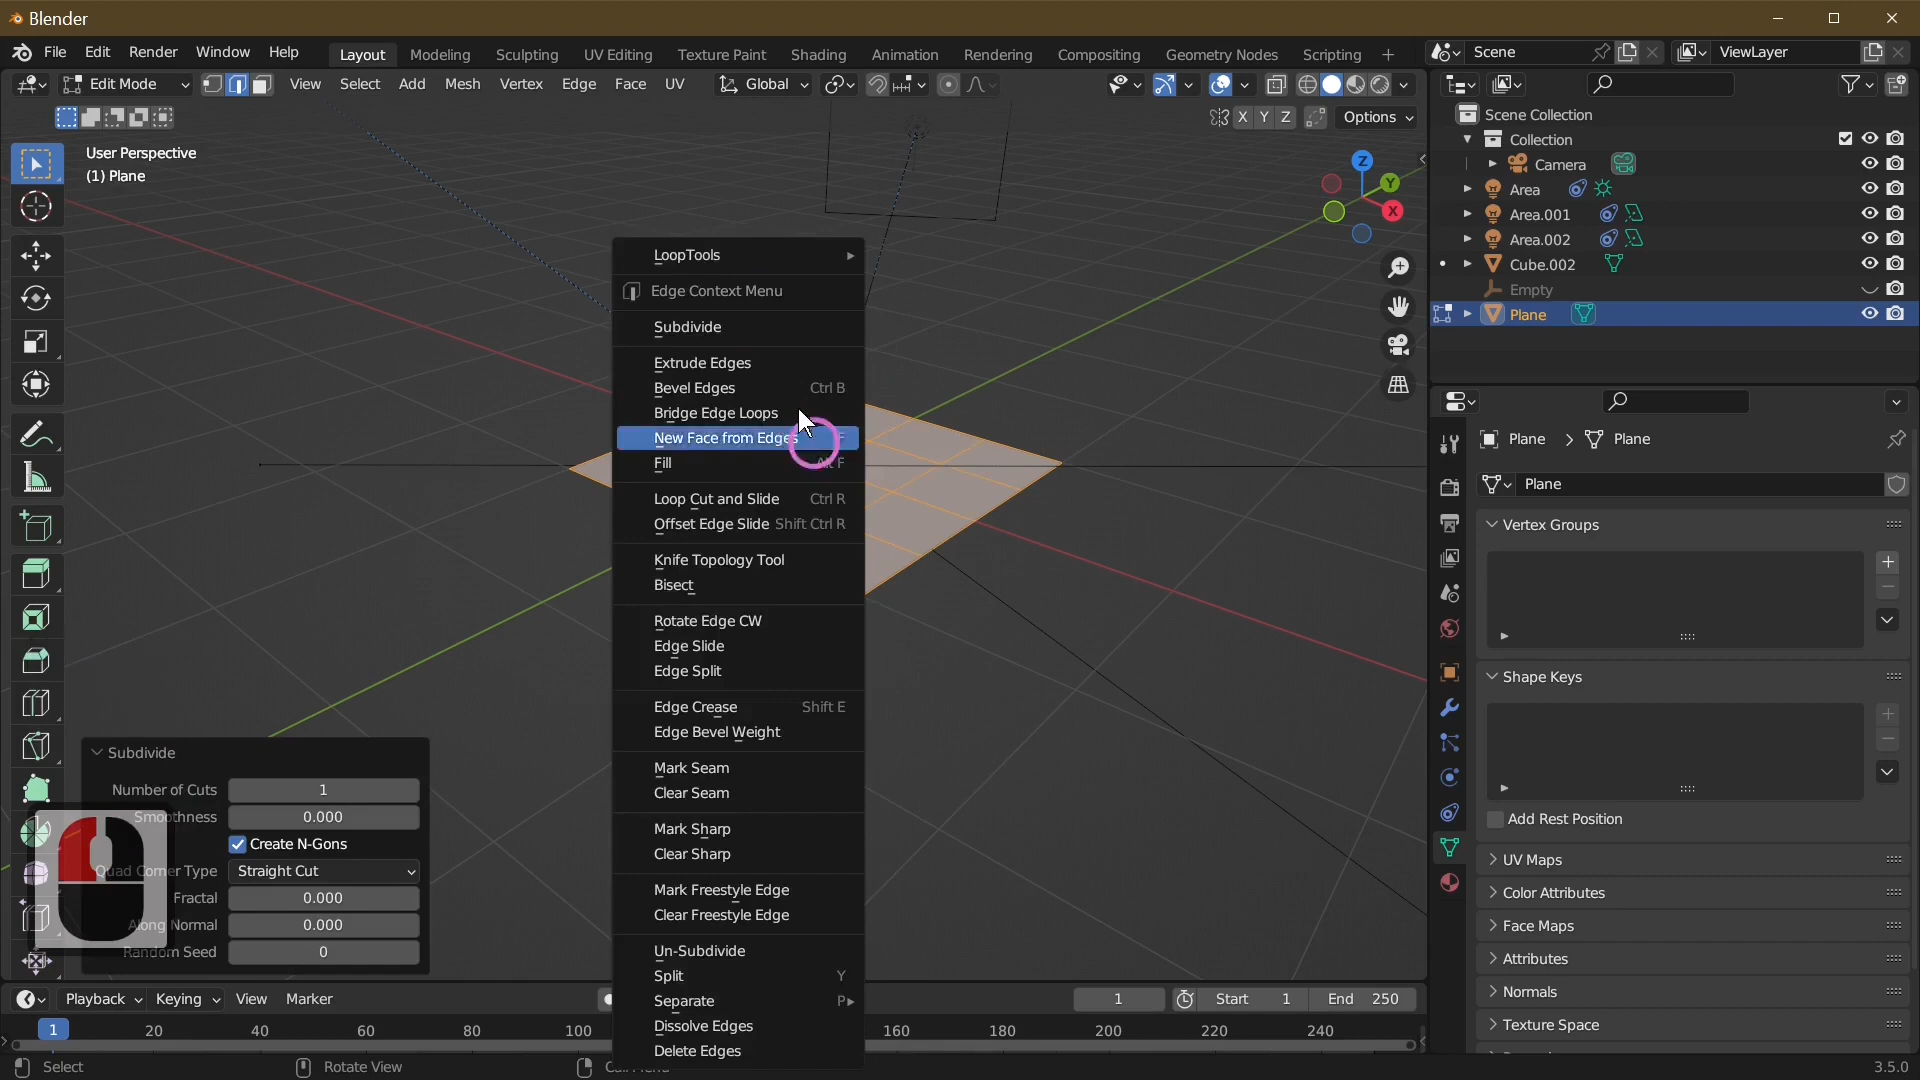 Blender
File Edit Render Window Help Layout Modeling Sculpting UV Editing Texture Paint Shading Animation Rendering Compositing Geometry Nodes Scripting + Scene ViewLayer
Edit Mode View Select Add Mesh Vertex Edge Face UV Global
X Y Z Options
User Perspective
(1) Plane
Z
Y
X
LoopTools
Edge Context Menu
Subdivide
Extrude Edges
Bevel Edges Ctrl B
Bridge Edge Loops
New Face from Edges F
Fill Alt F
Loop Cut and Slide Ctrl R
Offset Edge Slide Shift Ctrl R
Knife Topology Tool
Bisect
Rotate Edge CW
Edge Slide
Edge Split
Edge Crease Shift E
Edge Bevel Weight
Mark Seam
Clear Seam
Mark Sharp
Clear Sharp
Mark Freestyle Edge
Clear Freestyle Edge
Un-Subdivide
Split Y
Separate P
Dissolve Edges
Delete Edges
Subdivide
Number of Cuts 1
Smoothness 0.000
Create N-Gons
Quad Corner Type Straight Cut
Fractal 0.000
Along Normal 0.000
Random Seed 0
Scene Collection
Collection
Camera
Area
Area.001
Area.002
Cube.002
Empty
Plane
Plane > Plane
Plane
Vertex Groups
Shape Keys
Add Rest Position
UV Maps
Color Attributes
Face Maps
Attributes
Normals
Texture Space
Playback Keying View Marker 1 Start 1 End 250
1 20 40 60 80 100 160 180 200 220 240
Select Rotate View 3.5.0